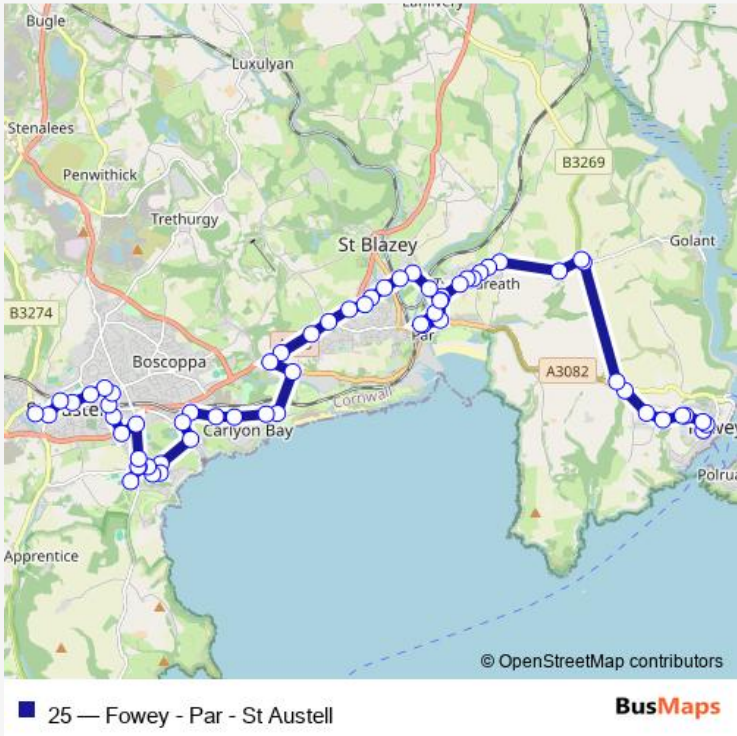 Bugle
Luxulyan
Stenalees
B3269
Penwithick
Trethurgy
St Blazey
Golant
B3274
Boscoppa
Par
A3082
Cornwall
Carlyon Bay
Apprentice
© OpenStreetMap contributors
25 — Fowey - Par - St Austell
BusMaps